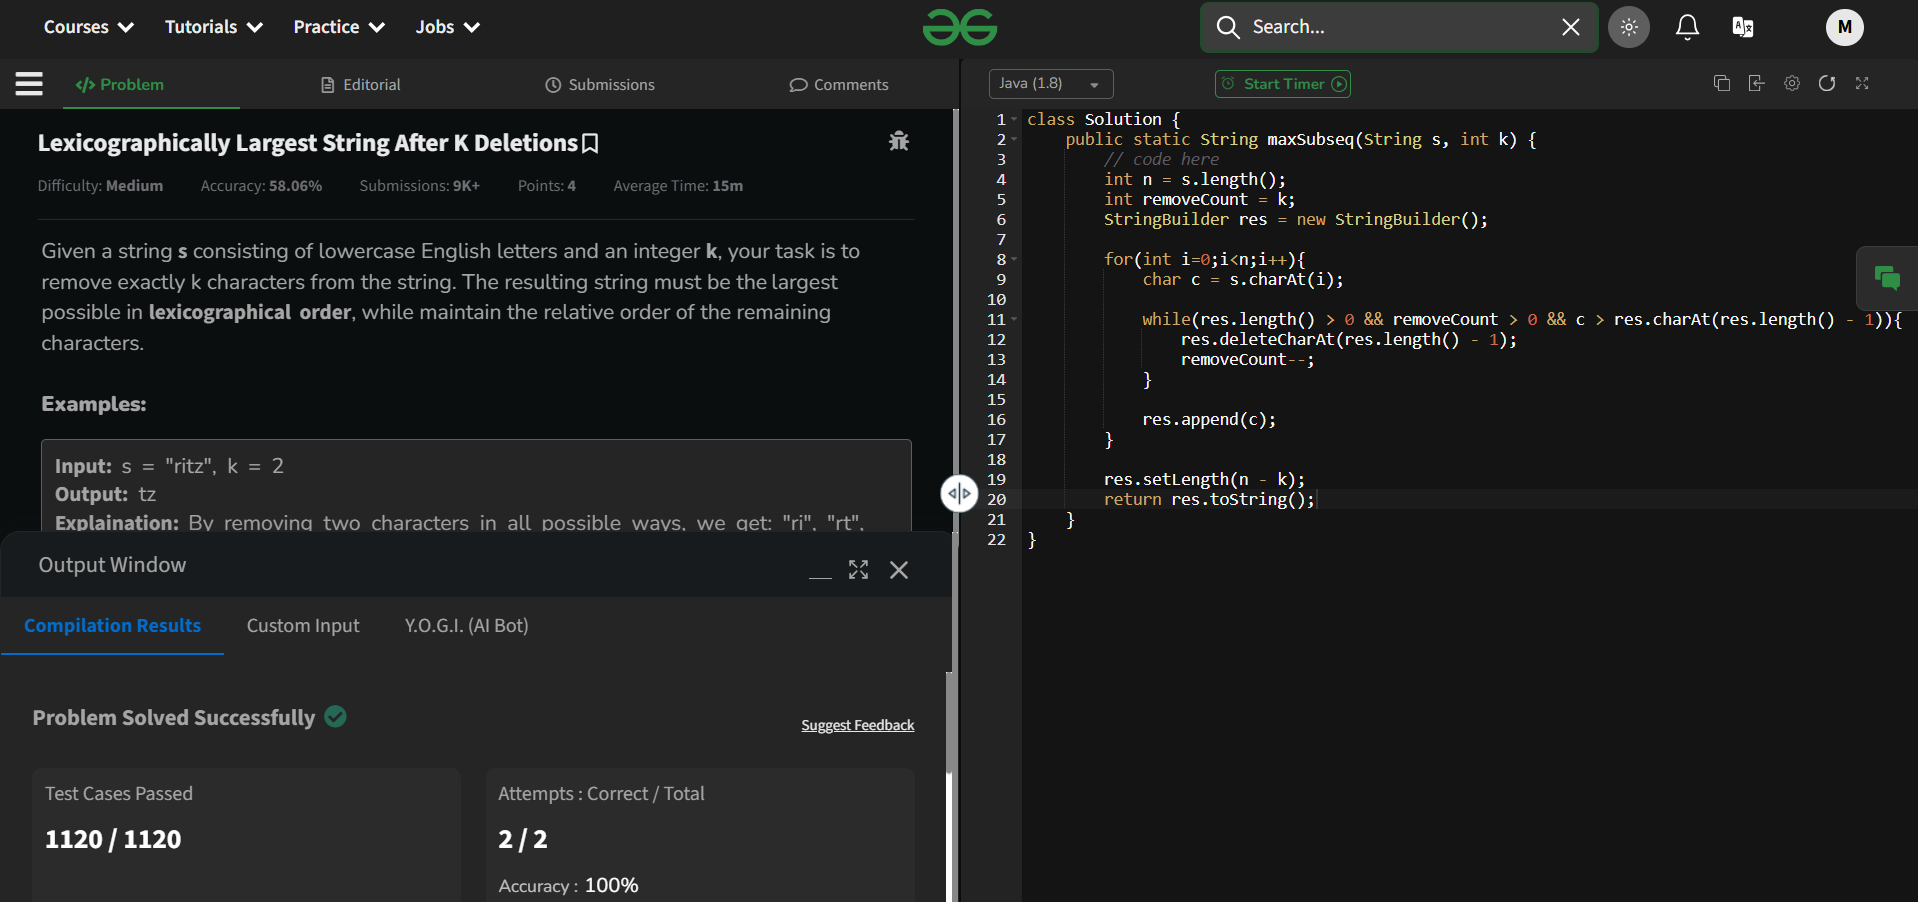 Courses Tutorials Practice Jobs Search... M
Problem Editorial Submissions Comments
Lexicographically Largest String After K Deletions
Difficulty: Medium Accuracy: 58.06% Submissions: 9K+ Points: 4 Average Time: 15m
Given a string s consisting of lowercase English letters and an integer k, your task is to
remove exactly k characters from the string. The resulting string must be the largest
possible in lexicographical order, while maintain the relative order of the remaining
characters.
Examples:
Input: s = "ritz", k = 2
Output: tz
Explaination: By removing two characters in all possible ways, we get: "ri", "rt",
Output Window
Compilation Results Custom Input Y.O.G.I. (AI Bot)
Problem Solved Successfully
Suggest Feedback
Test Cases Passed
1120 / 1120
Attempts : Correct / Total
2 / 2
Accuracy : 100%
Java (1.8) Start Timer
1 class Solution {
2 public static String maxSubseq(String s, int k) {
3 // code here
4 int n = s.length();
5 int removeCount = k;
6 StringBuilder res = new StringBuilder();
7
8 for(int i=0;i<n;i++){
9 char c = s.charAt(i);
10
11 while(res.length() > 0 && removeCount > 0 && c > res.charAt(res.length() - 1)){
12 res.deleteCharAt(res.length() - 1);
13 removeCount--;
14 }
15
16 res.append(c);
17 }
18
19 res.setLength(n - k);
20 return res.toString();
21 }
22 }